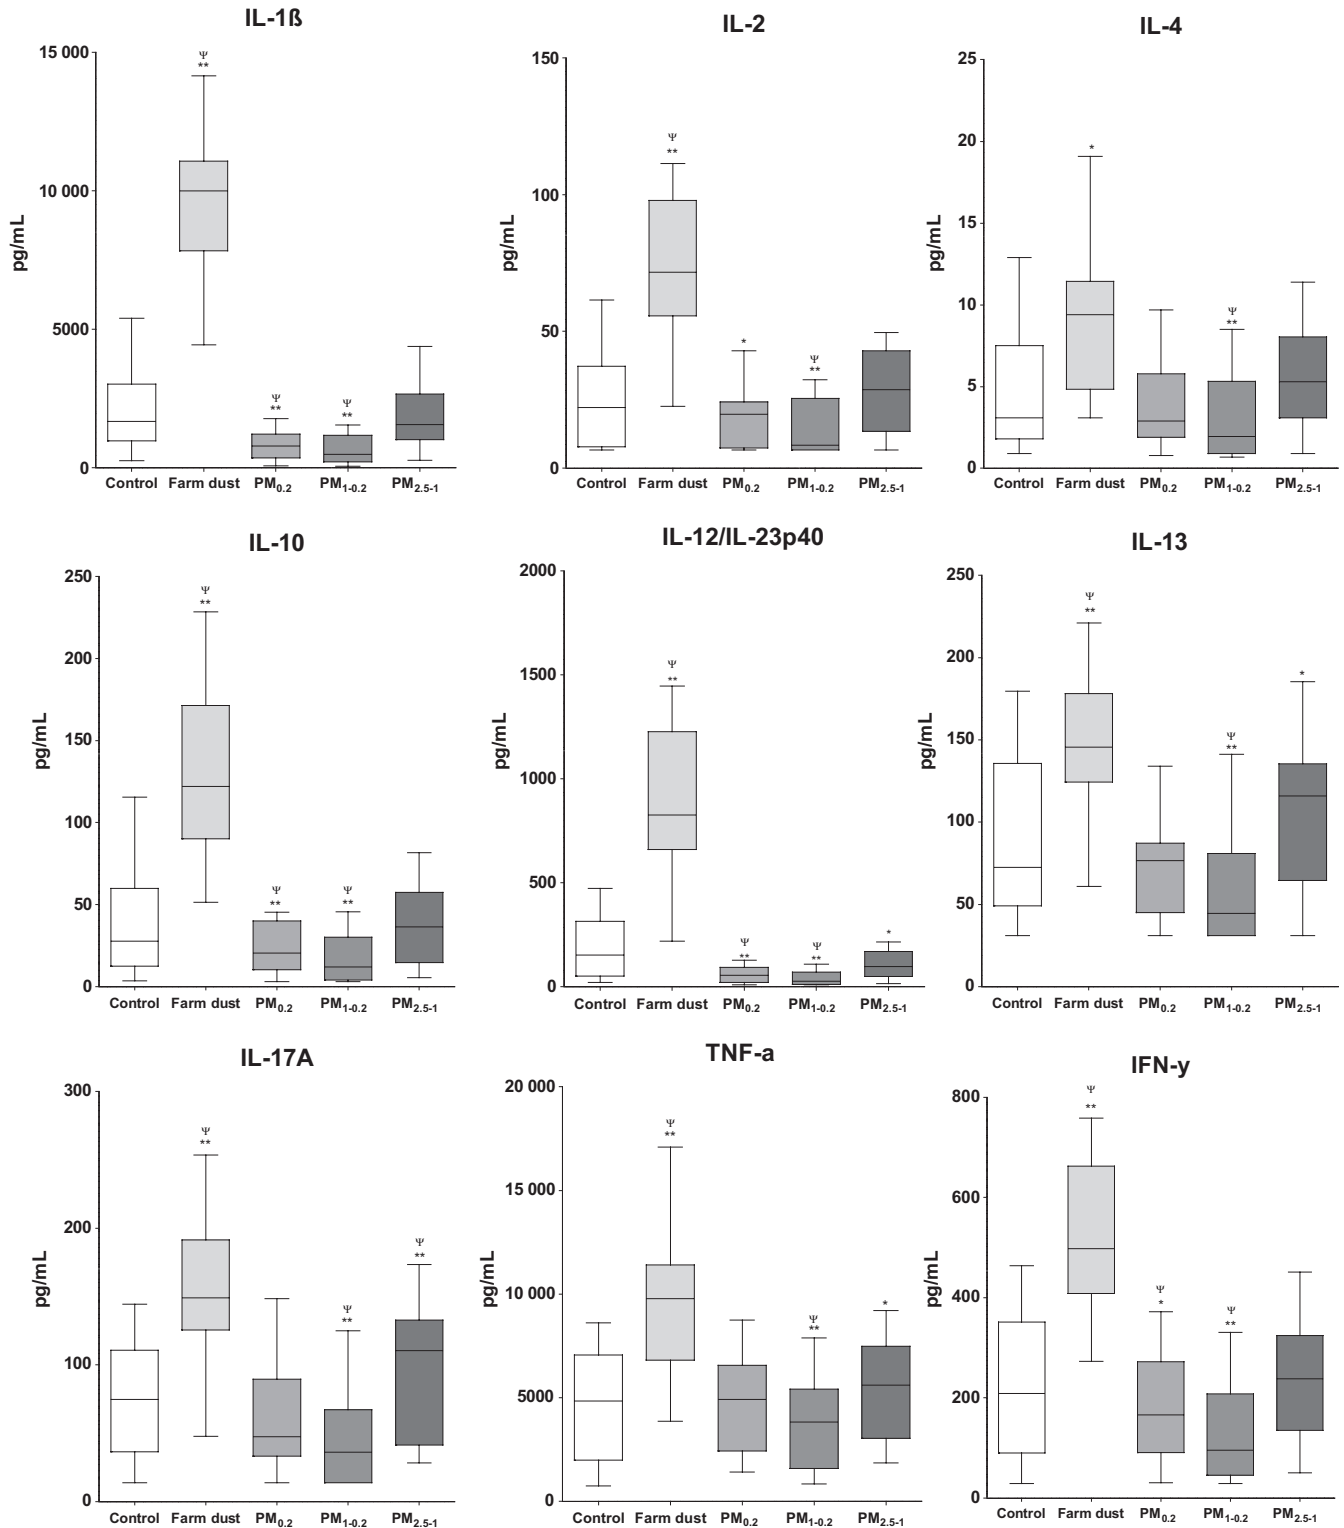 IL-1ß
IL-2
IL-4
15 000
10 000
5000
0
pg/mL
Ψ
**
Ψ
**
Ψ
**
Control Farm dust PM0.2 PM1-0.2 PM2.5-1
150
100
50
0
pg/mL
Ψ
**
*
Ψ
**
Control Farm dust PM0.2 PM1-0.2 PM2.5-1
25
20
15
10
5
0
pg/mL
*
Ψ
**
Control Farm dust PM0.2 PM1-0.2 PM2.5-1
IL-10
IL-12/IL-23p40
IL-13
250
200
150
100
50
0
pg/mL
Ψ
**
Ψ
**
Ψ
**
Control Farm dust PM0.2 PM1-0.2 PM2.5-1
2000
1500
1000
500
0
pg/mL
Ψ
**
Ψ
**
Ψ
**
*
Control Farm dust PM0.2 PM1-0.2 PM2.5-1
250
200
150
100
50
0
pg/mL
Ψ
**
Ψ
**
*
Control Farm dust PM0.2 PM1-0.2 PM2.5-1
IL-17A
TNF-a
IFN-y
300
200
100
0
pg/mL
Ψ
**
Ψ
**
Ψ
**
Control Farm dust PM0.2 PM1-0.2 PM2.5-1
20 000
15 000
10 000
5000
0
pg/mL
Ψ
**
Ψ
**
*
Control Farm dust PM0.2 PM1-0.2 PM2.5-1
800
600
400
200
0
pg/mL
Ψ
**
Ψ
*
Ψ
**
Control Farm dust PM0.2 PM1-0.2 PM2.5-1